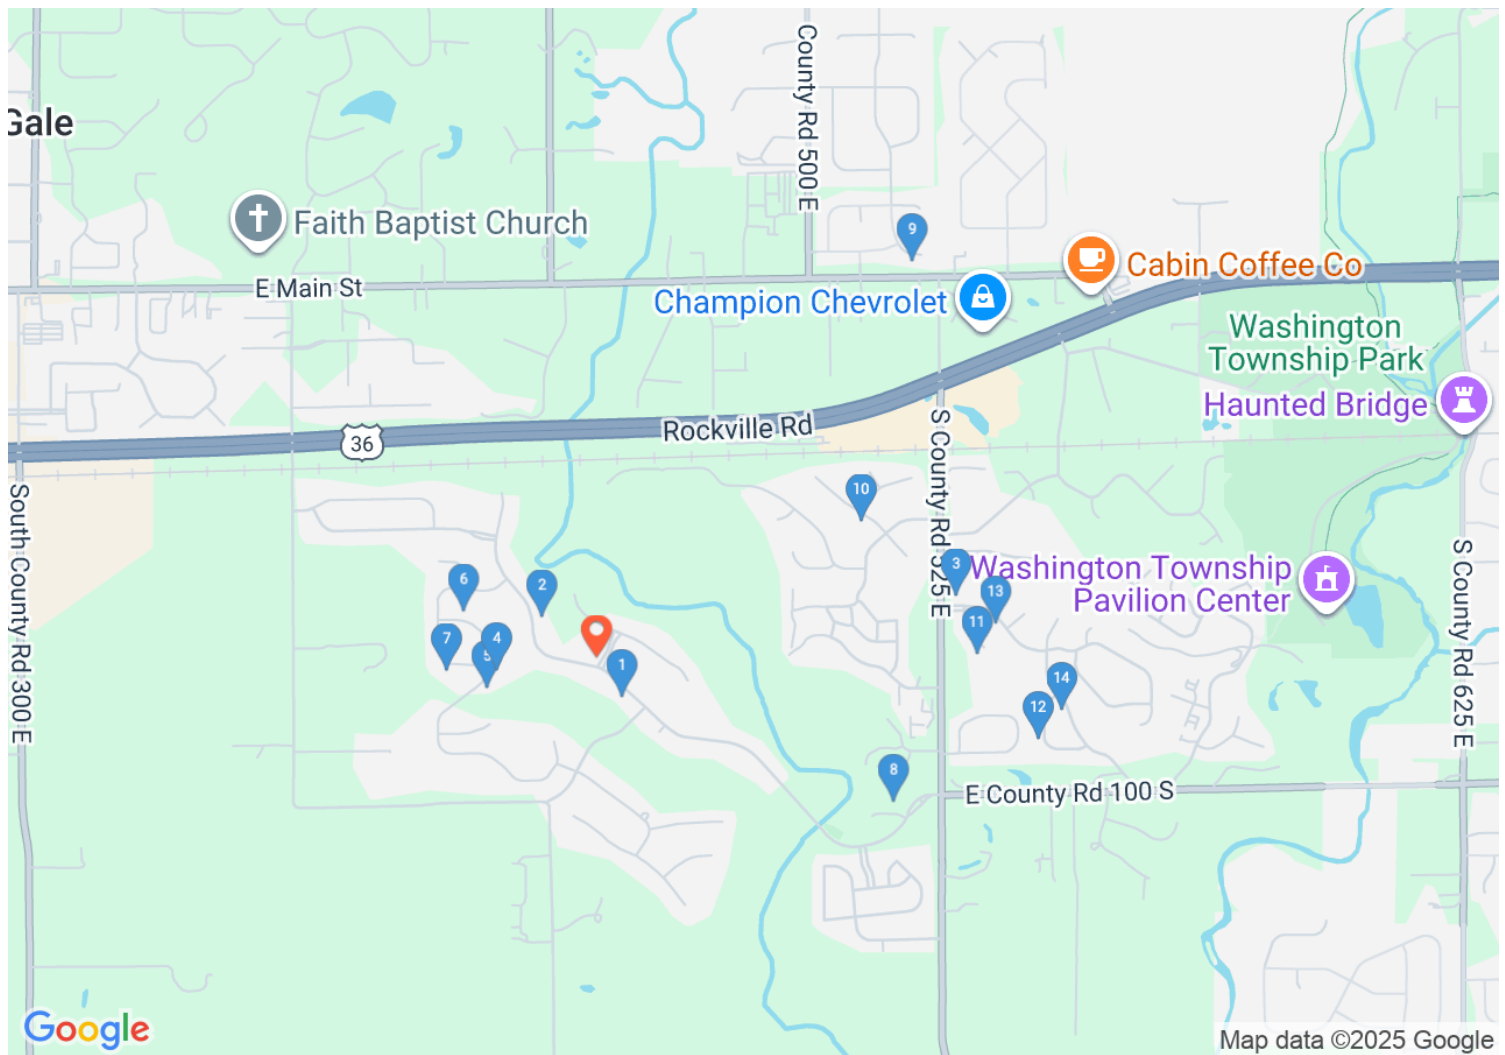 Gale
County Rd 500 E
9
Faith Baptist Church
Cabin Coffee Co
E Main St
Champion Chevrolet
Washington
Township Park
Haunted Bridge
36
Rockville Rd
S County Rd 525 E
South County Rd 300 E
10
S County Rd 625 E
3
Washington Township
Pavilion Center
6
2
13
11
7
4
5
1
14
12
8
E County Rd 100 S
Google
Map data ©2025 Google